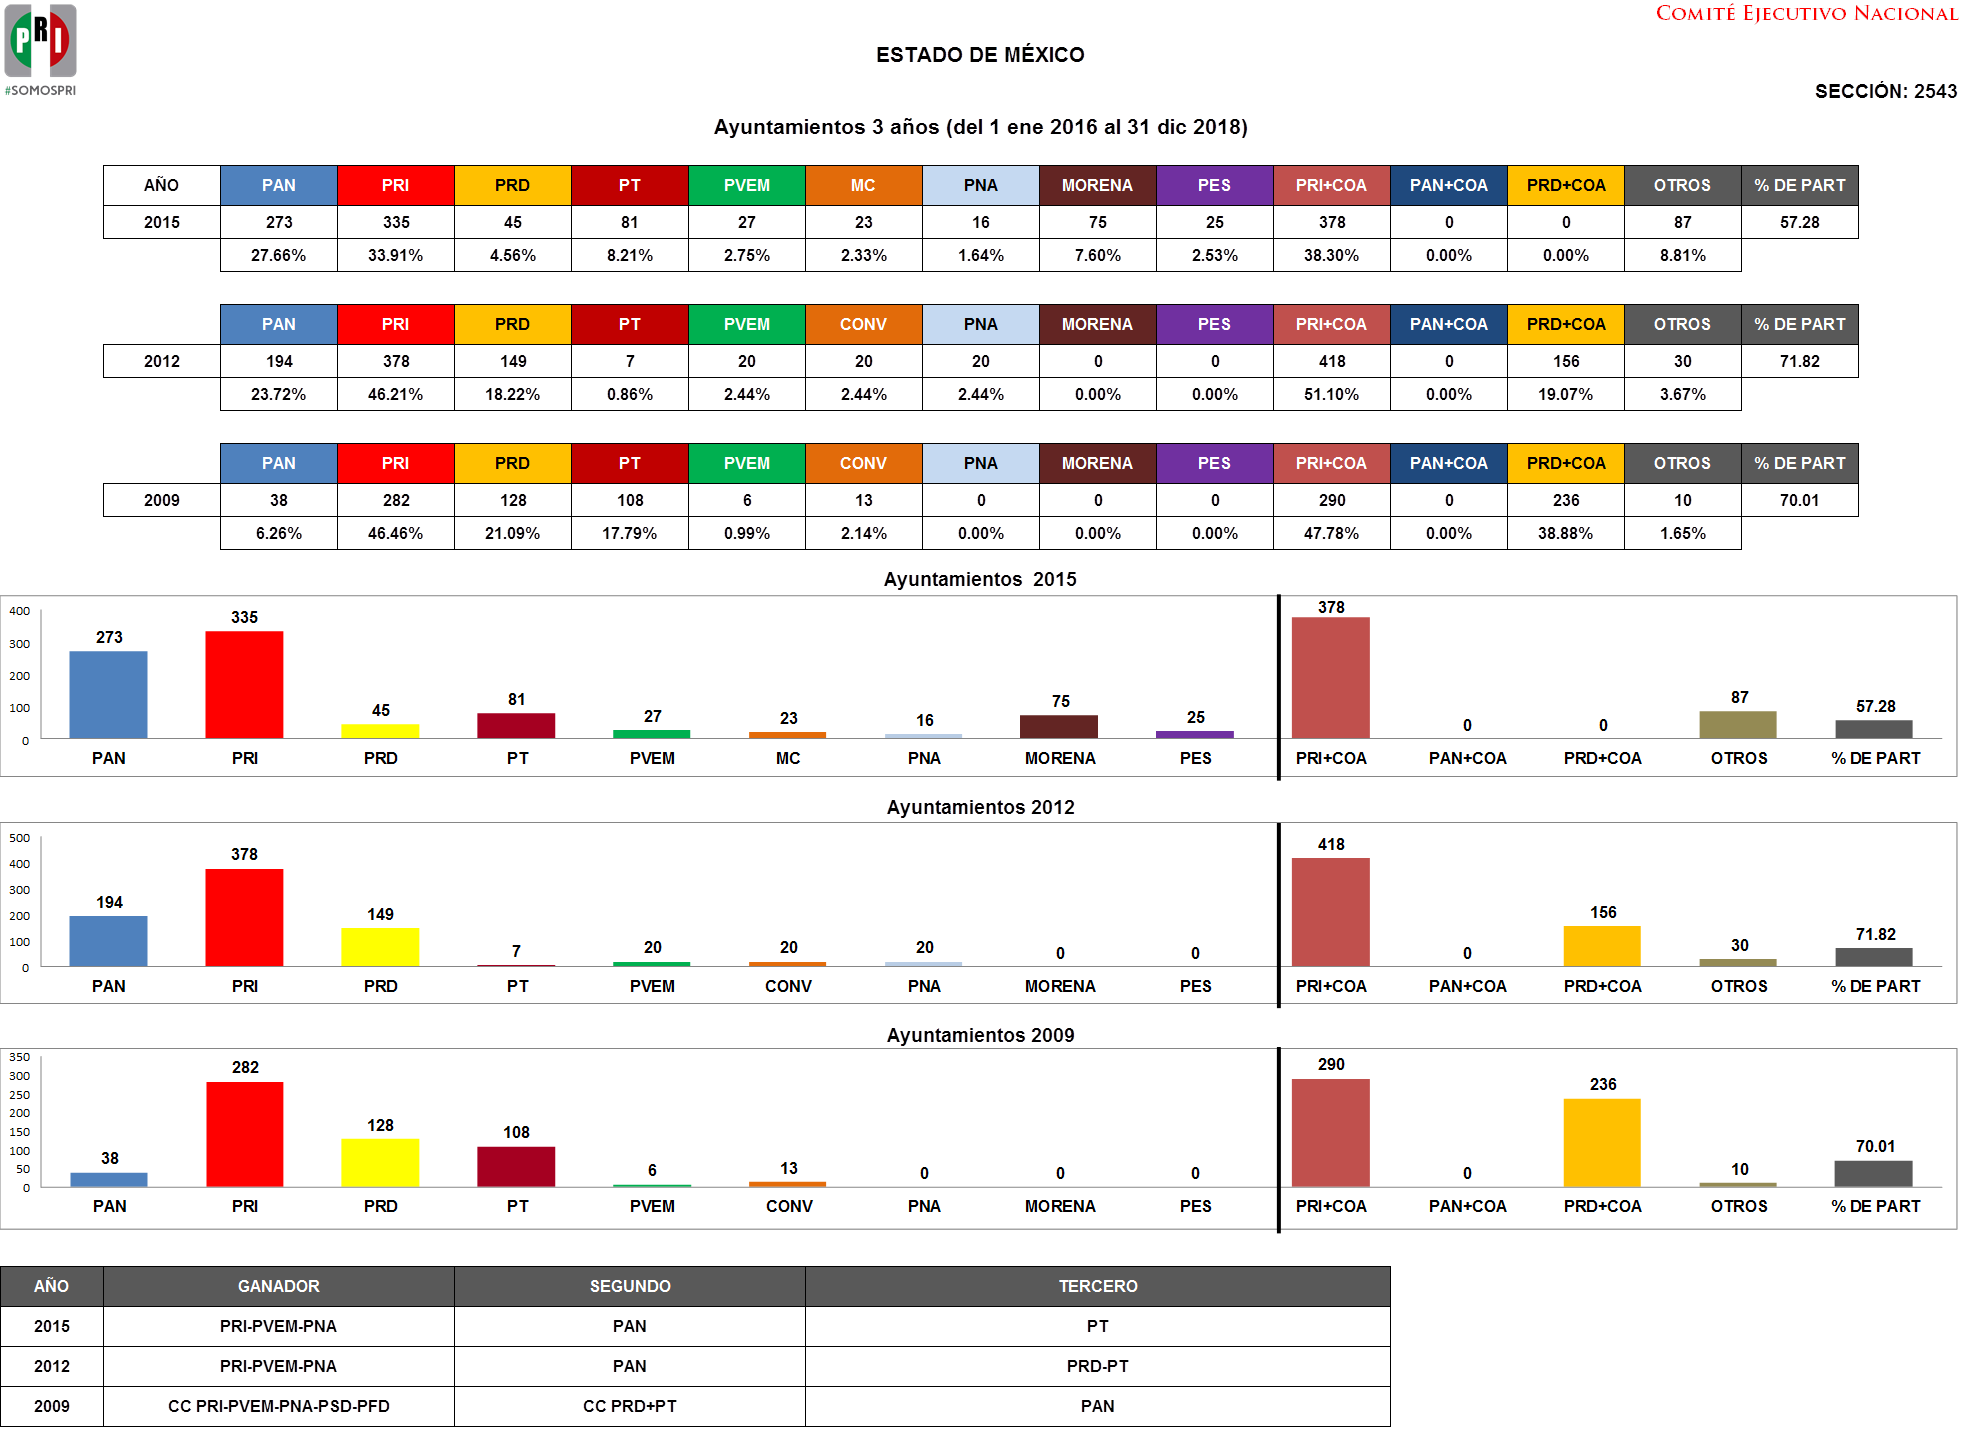 PRI
#SOMOSPRI
COMITÉ EJECUTIVO NACIONAL
ESTADO DE MÉXICO
SECCIÓN: 2543
Ayuntamientos 3 años (del 1 ene 2016 al 31 dic 2018)
AÑO PAN PRI PRD PT PVEM MC PNA MORENA PES PRI+COA PAN+COA PRD+COA OTROS % DE PART
2015 273 335 45 81 27 23 16 75 25 378 0 0 87 57.28
27.66% 33.91% 4.56% 8.21% 2.75% 2.33% 1.64% 7.60% 2.53% 38.30% 0.00% 0.00% 8.81%
PAN PRI PRD PT PVEM CONV PNA MORENA PES PRI+COA PAN+COA PRD+COA OTROS % DE PART
2012 194 378 149 7 20 20 20 0 0 418 0 156 30 71.82
23.72% 46.21% 18.22% 0.86% 2.44% 2.44% 2.44% 0.00% 0.00% 51.10% 0.00% 19.07% 3.67%
PAN PRI PRD PT PVEM CONV PNA MORENA PES PRI+COA PAN+COA PRD+COA OTROS % DE PART
2009 38 282 128 108 6 13 0 0 0 290 0 236 10 70.01
6.26% 46.46% 21.09% 17.79% 0.99% 2.14% 0.00% 0.00% 0.00% 47.78% 0.00% 38.88% 1.65%
Ayuntamientos 2015
400
300
200
100
0
273 335 45 81 27 23 16 75 25 378 0 0 87 57.28
PAN PRI PRD PT PVEM MC PNA MORENA PES PRI+COA PAN+COA PRD+COA OTROS % DE PART
Ayuntamientos 2012
500
400
300
200
100
0
194 378 149 7 20 20 20 0 0 418 0 156 30 71.82
PAN PRI PRD PT PVEM CONV PNA MORENA PES PRI+COA PAN+COA PRD+COA OTROS % DE PART
Ayuntamientos 2009
350
300
250
200
150
100
50
0
38 282 128 108 6 13 0 0 0 290 0 236 10 70.01
PAN PRI PRD PT PVEM CONV PNA MORENA PES PRI+COA PAN+COA PRD+COA OTROS % DE PART
AÑO GANADOR SEGUNDO TERCERO
2015 PRI-PVEM-PNA PAN PT
2012 PRI-PVEM-PNA PAN PRD-PT
2009 CC PRI-PVEM-PNA-PSD-PFD CC PRD+PT PAN